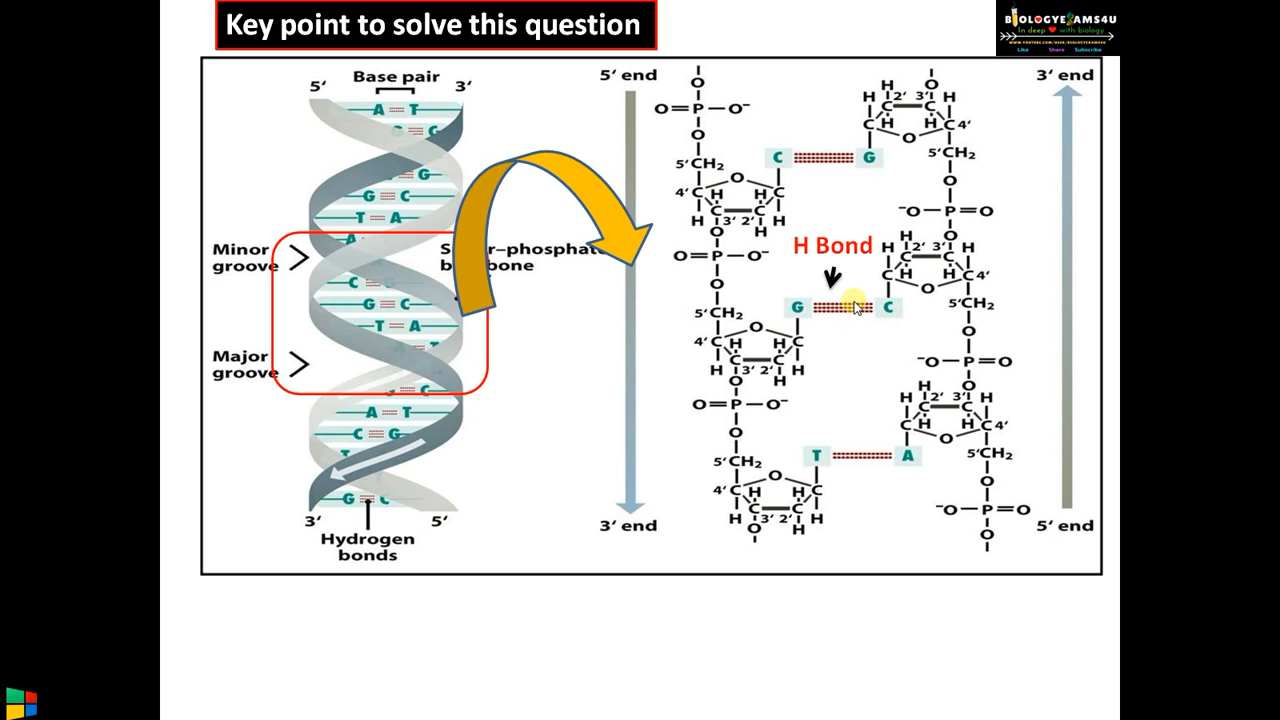 Key point to solve this question
BIOLOGYEXAMS4U
In deep ❤ with biology
WWW.YOUTUBE.COM/USER/BIOLOGYEXAMS4U
Like Share Subscribe
Base pair
5′ 3′
A T
G C
G
G C
T A
A
Minor
groove
C G
G C
T A
A T
Major
groove
C
A T
C G
T
G C
3′ 5′
Hydrogen
bonds
5′ end
3′ end
O
O=P—O⁻
O
5′CH₂
4′ C O C
H H H H
C C
3′ 2′
O H
O=P—O⁻
O
5′CH₂
4′ C O C
H H H H
C C
3′ 2′
O H
O=P—O⁻
O
5′CH₂
4′ C O C
H H H H
C C
3′ 2′
O H
C G
H Bond
G C
T A
O
H 2′ 3′ H
C C
H H
C O C 4′
5′CH₂
O
⁻O—P=O
O
H 2′ 3′ H
C C
H H
C O C 4′
5′CH₂
O
⁻O—P=O
O
H 2′ 3′ H
C C
H H
C O C 4′
5′CH₂
O
⁻O—P=O
O
3′ end
5′ end